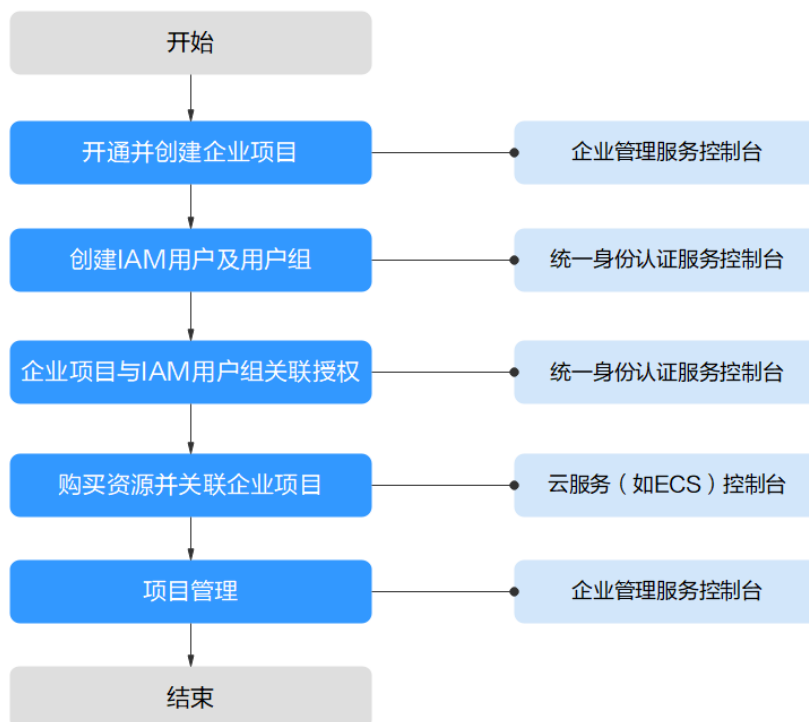 开始
开通并创建企业项目
企业管理服务控制台
创建IAM用户及用户组
统一身份认证服务控制台
企业项目与IAM用户组关联授权
统一身份认证服务控制台
购买资源并关联企业项目
云服务（如ECS）控制台
项目管理
企业管理服务控制台
结束